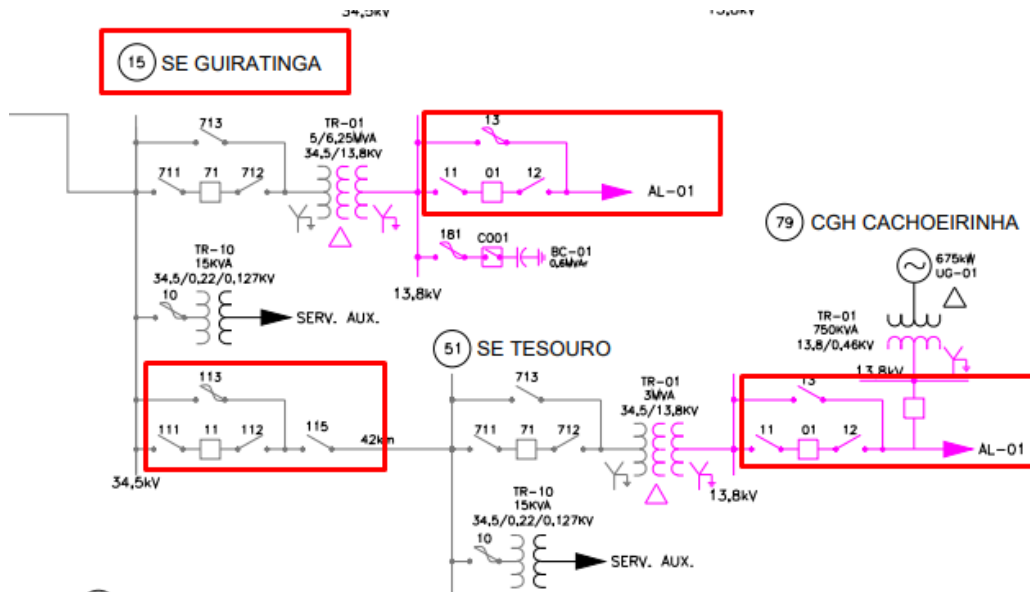 34,5kV
13,8kV
15 SE GUIRATINGA
713
711 71 712
TR-01
5/6,25MVA
34,5/13,8KV
13
11 01 12
AL-01
181 C001
BC-01
0,6MVAr
13,8kV
TR-10
15KVA
34,5/0,22/0,127KV
10
SERV. AUX.
79 CGH CACHOEIRINHA
675kW
UG-01
TR-01
750KVA
13,8/0,46KV
13,8kV
51 SE TESOURO
113
111 11 112 115
42km
34,5kV
713
711 71 712
TR-01
3MVA
34,5/13,8KV
13
11 01 12
AL-01
13,8kV
TR-10
15KVA
34,5/0,22/0,127KV
10
SERV. AUX.